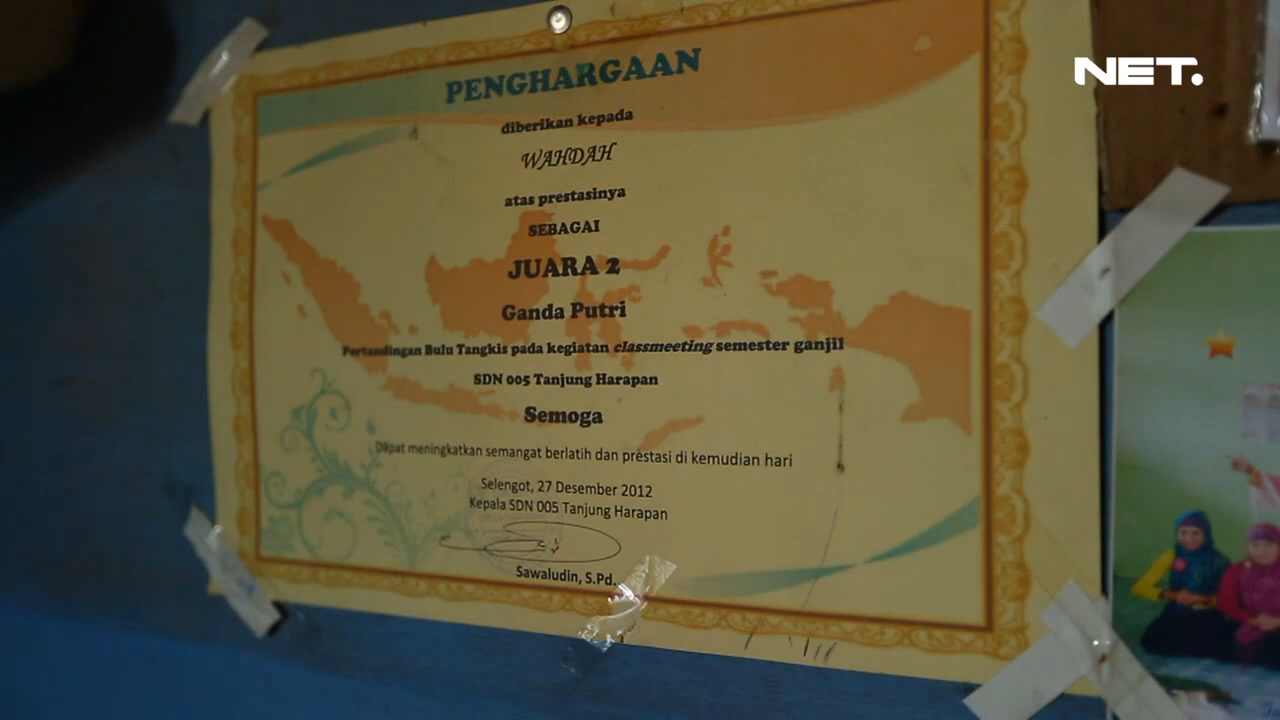 NET.
PENGHARGAAN
diberikan kepada
WAHDAH
atas prestasinya
SEBAGAI
JUARA 2
Ganda Putri
Pertandingan Bulu Tangkis pada kegiatan classmeeting semester ganjil
SDN 005 Tanjung Harapan
Semoga
Dapat meningkatkan semangat berlatih dan prestasi di kemudian hari
Selengot, 27 Desember 2012
Kepala SDN 005 Tanjung Harapan
Sawaludin, S.Pd.